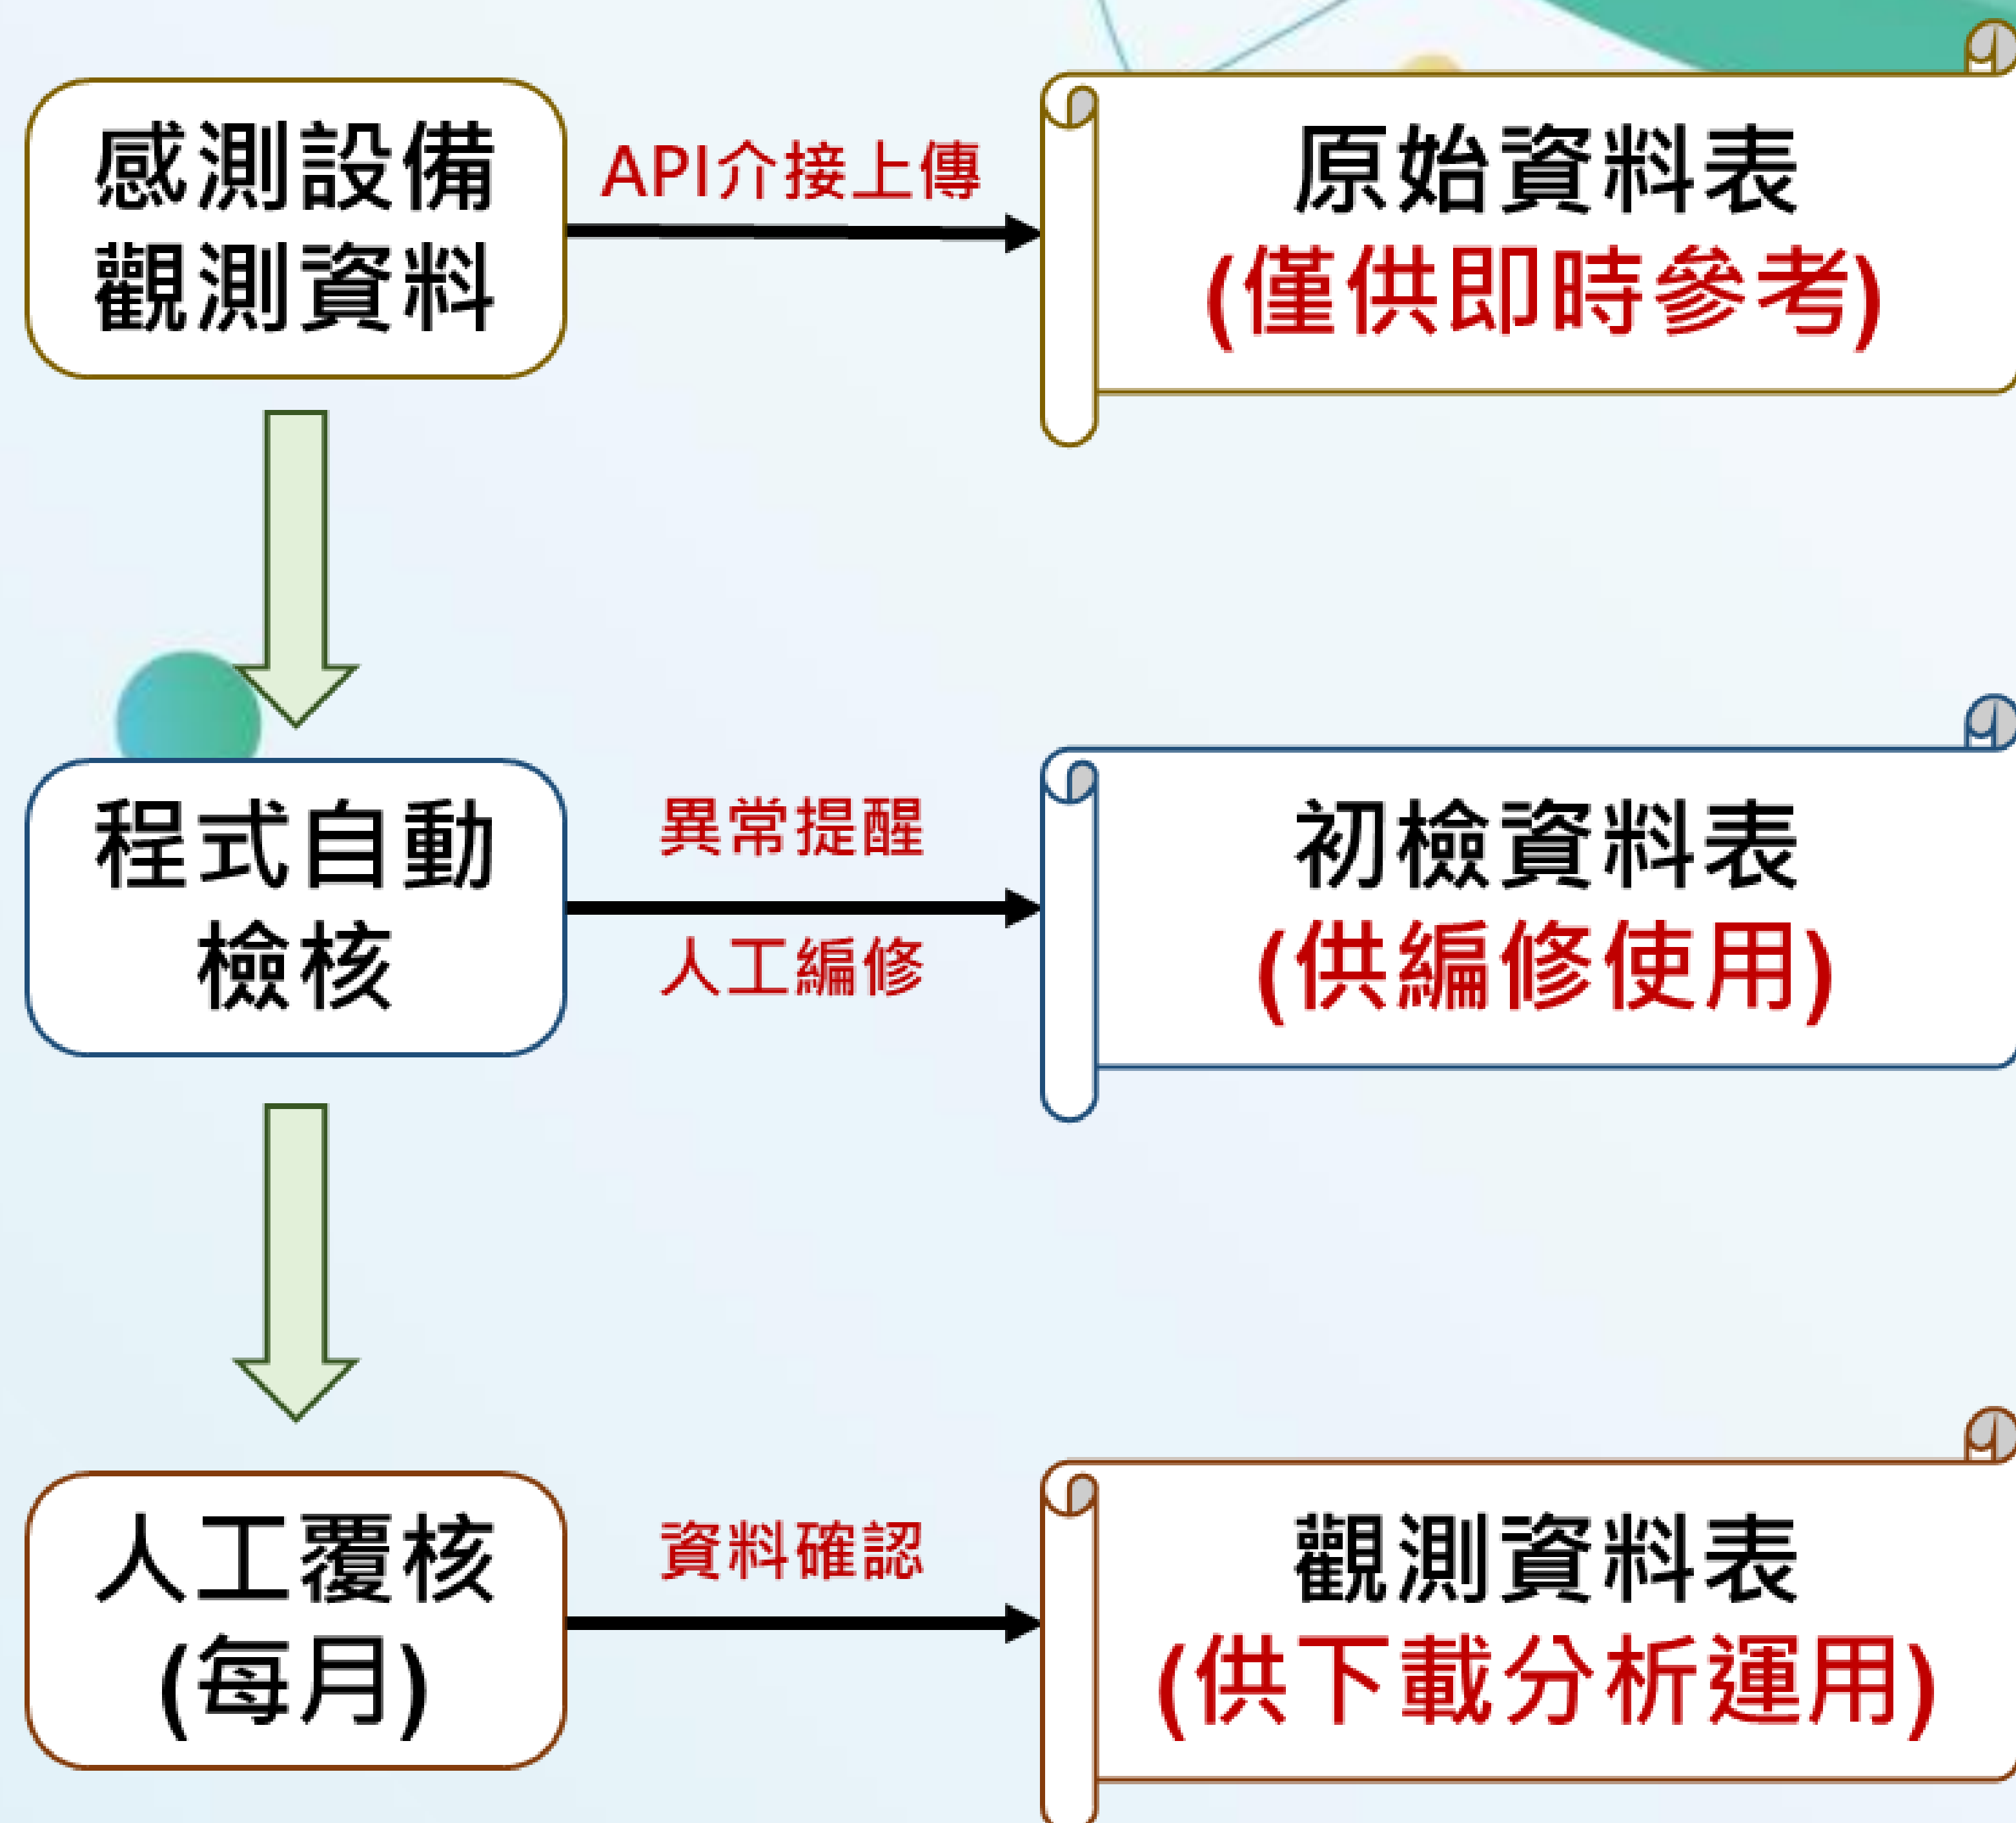 感測設備
觀測資料
API介接上傳
原始資料表
(僅供即時參考)
程式自動
檢核
異常提醒
人工編修
初檢資料表
(供編修使用)
人工覆核
(每月)
資料確認
觀測資料表
(供下載分析運用)